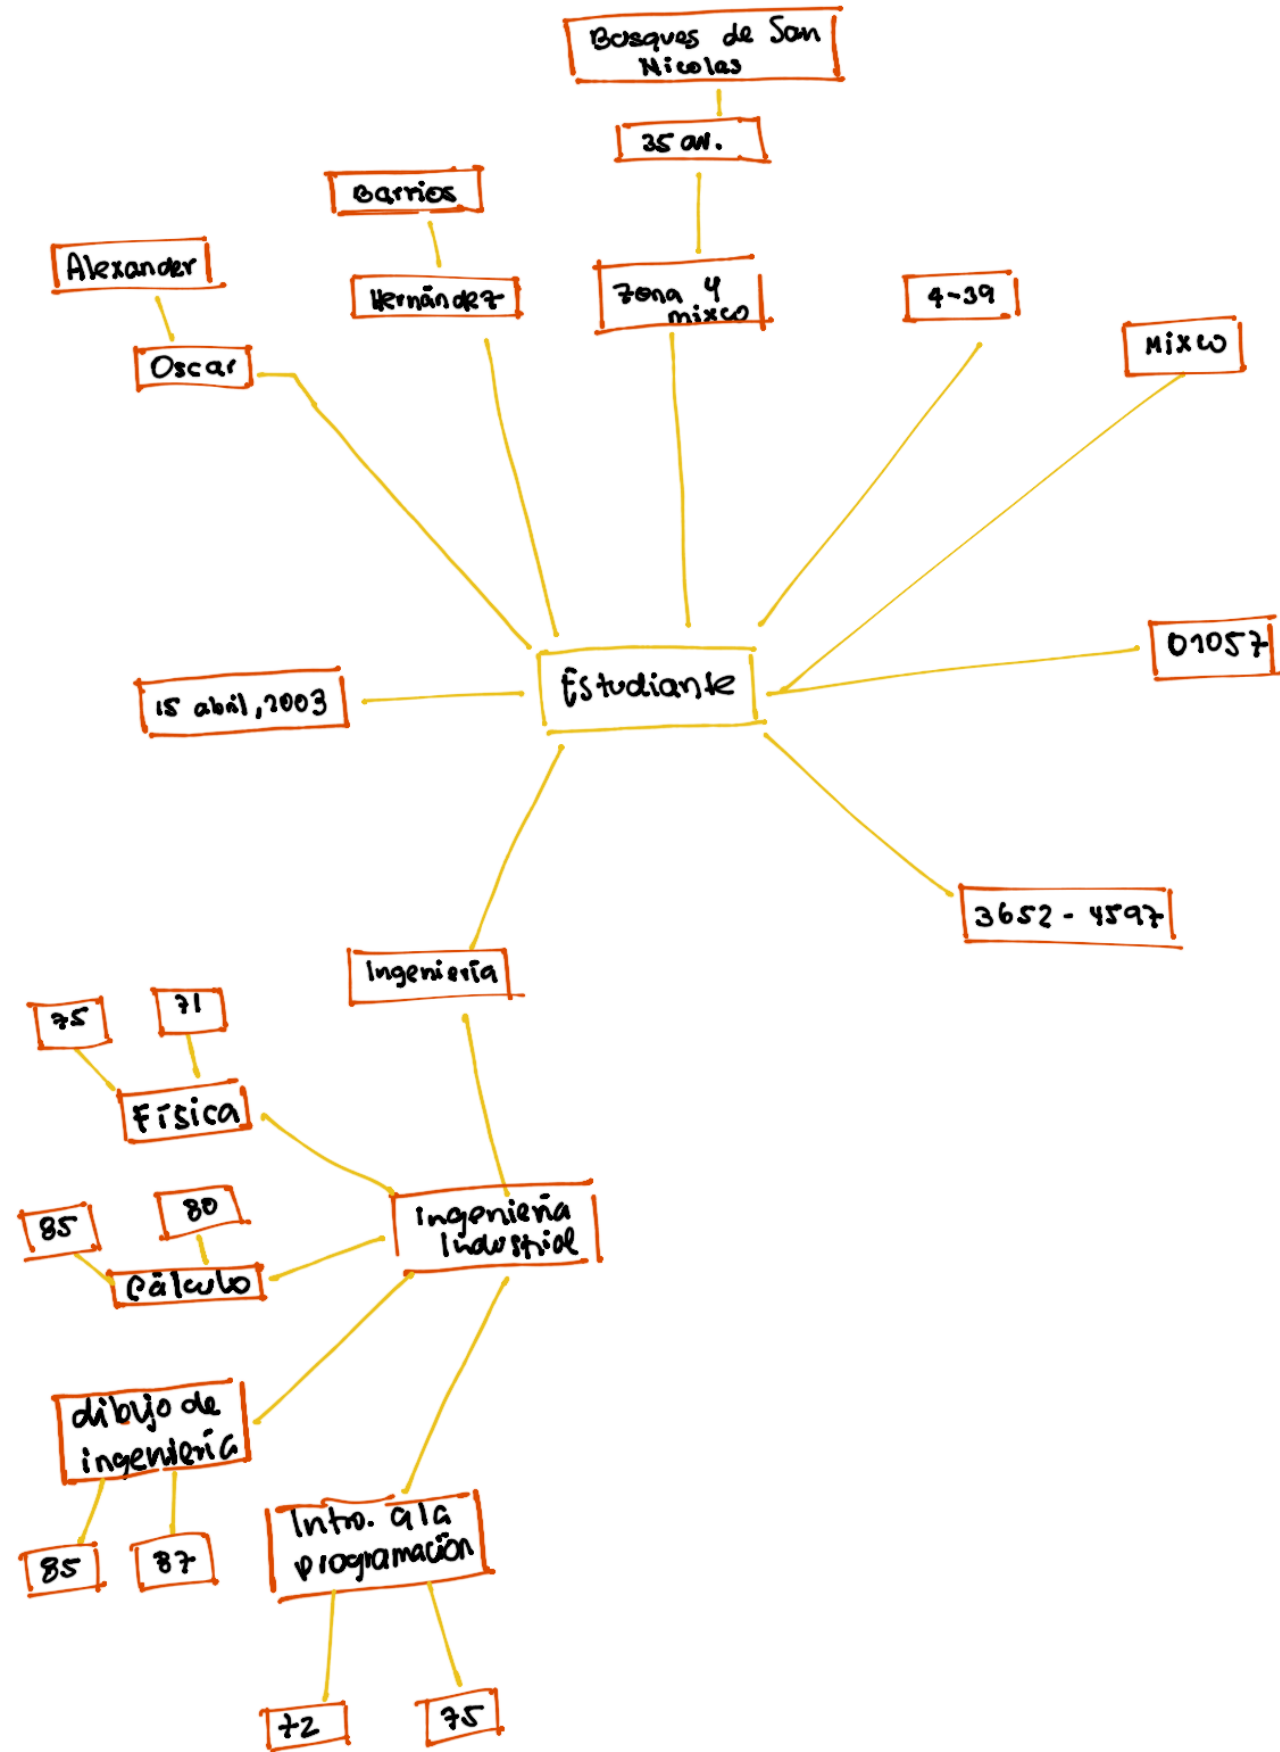 Bosques de San
Nicolas
35 av.
Barrios
Alexander
Hernández
Zona 4
mixco
4-39
Mixco
Oscar
01057
Estudiante
15 abril, 2003
3652 - 4597
Ingeniería
75
71
Física
85
80
Cálculo
Ingeniería
Industrial
dibujo de
ingeniería
85
87
Intro. a la
programación
72
75